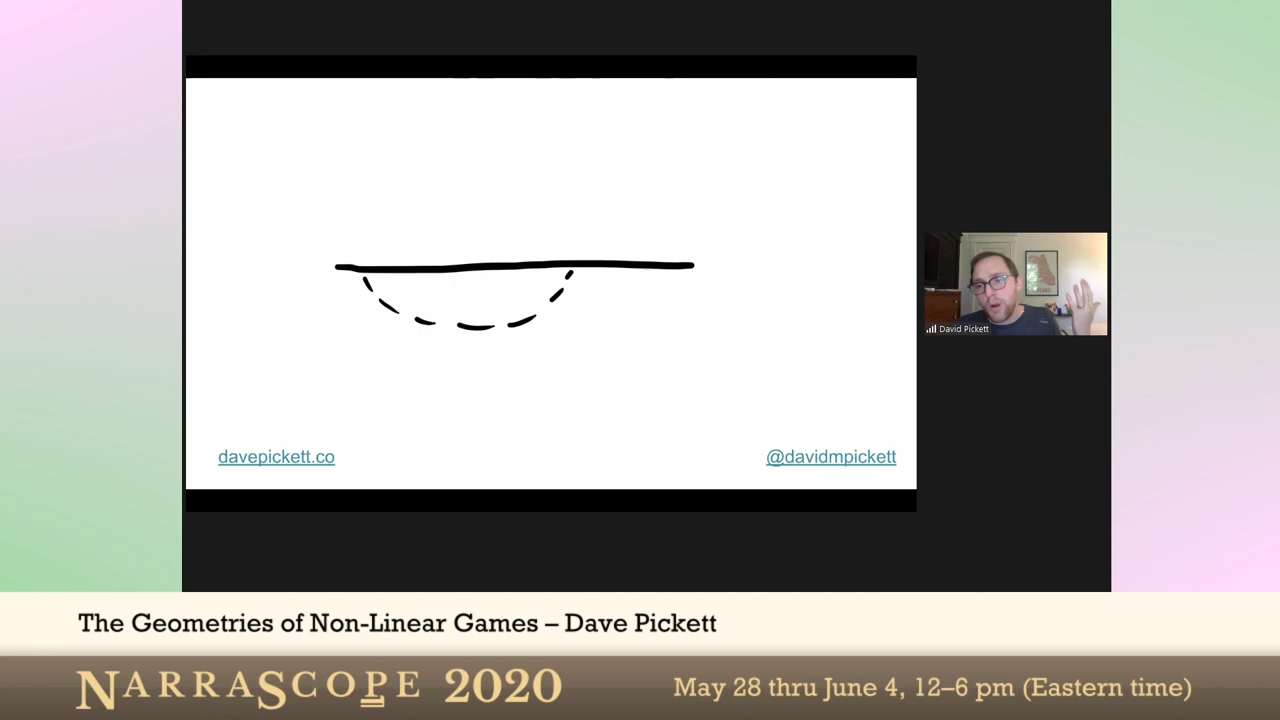 davepickett.co
@davidmpickett
David Pickett
The Geometries of Non-Linear Games – Dave Pickett
NARRASCOPE 2020
May 28 thru June 4, 12–6 pm (Eastern time)